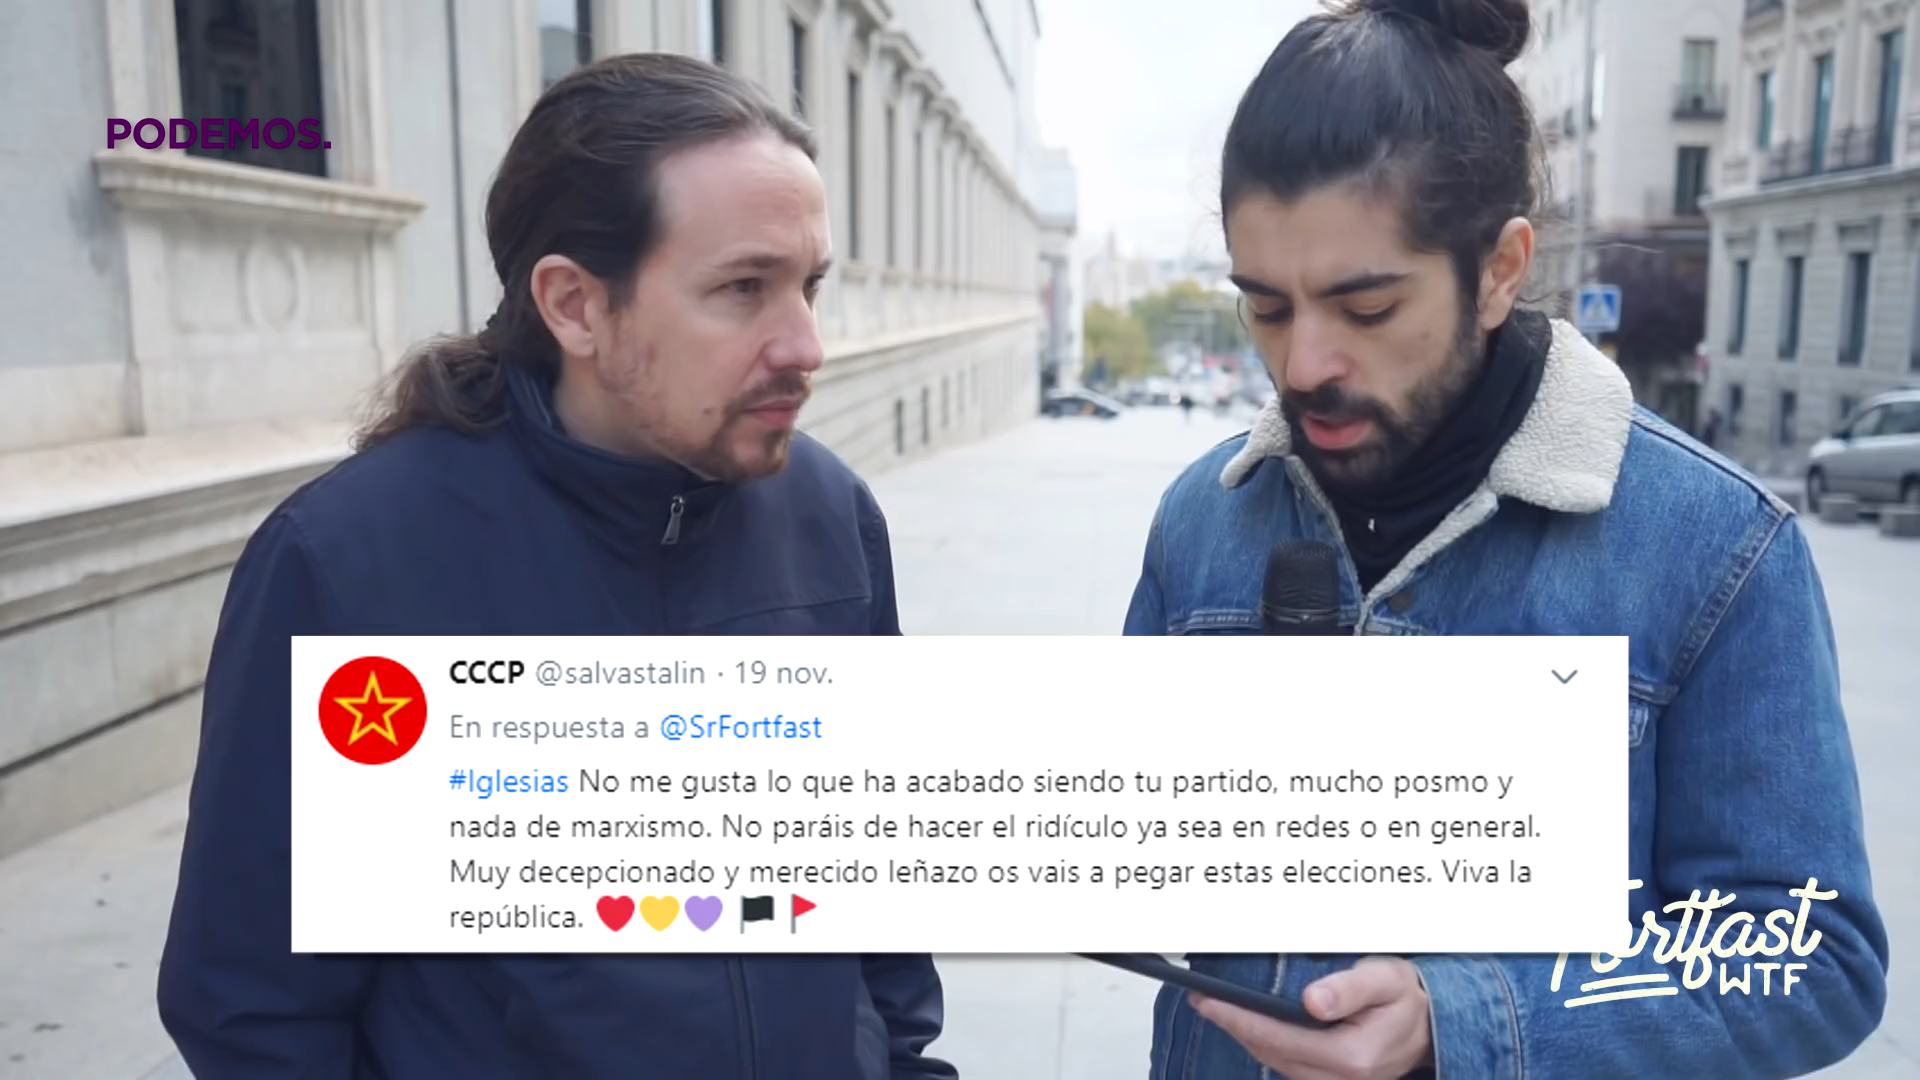 PODEMOS.
CCCP @salvastalin · 19 nov.
En respuesta a @SrFortfast
#Iglesias No me gusta lo que ha acabado siendo tu partido, mucho posmo y
nada de marxismo. No paráis de hacer el ridículo ya sea en redes o en general.
Muy decepcionado y merecido leñazo os vais a pegar estas elecciones. Viva la
república. ❤️💛💜 🏴🚩
Fortfast
WTF